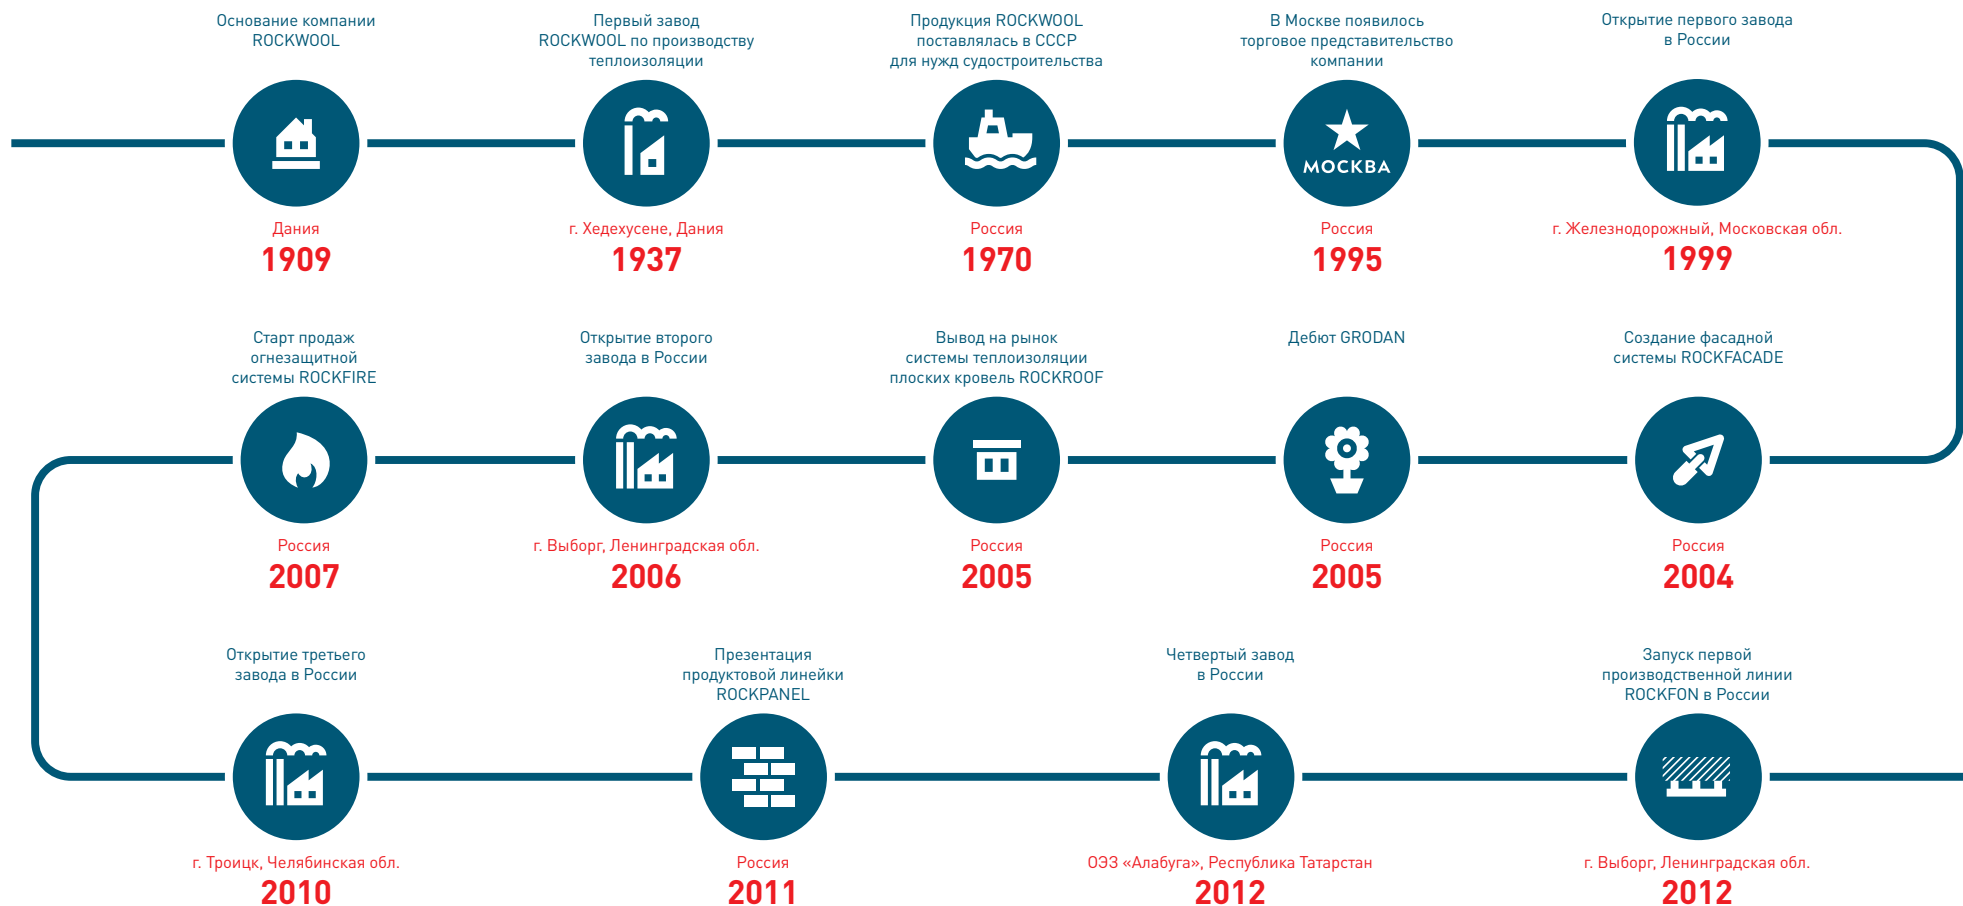 Основание компании
ROCKWOOL
Дания
1909
Первый завод
ROCKWOOL по производству
теплоизоляции
г. Хедехусене, Дания
1937
Продукция ROCKWOOL
поставлялась в СССР
для нужд судостроительства
Россия
1970
В Москве появилось
торговое представительство
компании
МОСКВА
Россия
1995
Открытие первого завода
в России
г. Железнодорожный, Московская обл.
1999
Создание фасадной
системы ROCKFACADE
Россия
2004
Дебют GRODAN
Россия
2005
Вывод на рынок
системы теплоизоляции
плоских кровель ROCKROOF
Россия
2005
Открытие второго
завода в России
г. Выборг, Ленинградская обл.
2006
Старт продаж
огнезащитной
системы ROCKFIRE
Россия
2007
Открытие третьего
завода в России
г. Троицк, Челябинская обл.
2010
Презентация
продуктовой линейки
ROCKPANEL
Россия
2011
Четвертый завод
в России
ОЭЗ «Алабуга», Республика Татарстан
2012
Запуск первой
производственной линии
ROCKFON в России
г. Выборг, Ленинградская обл.
2012